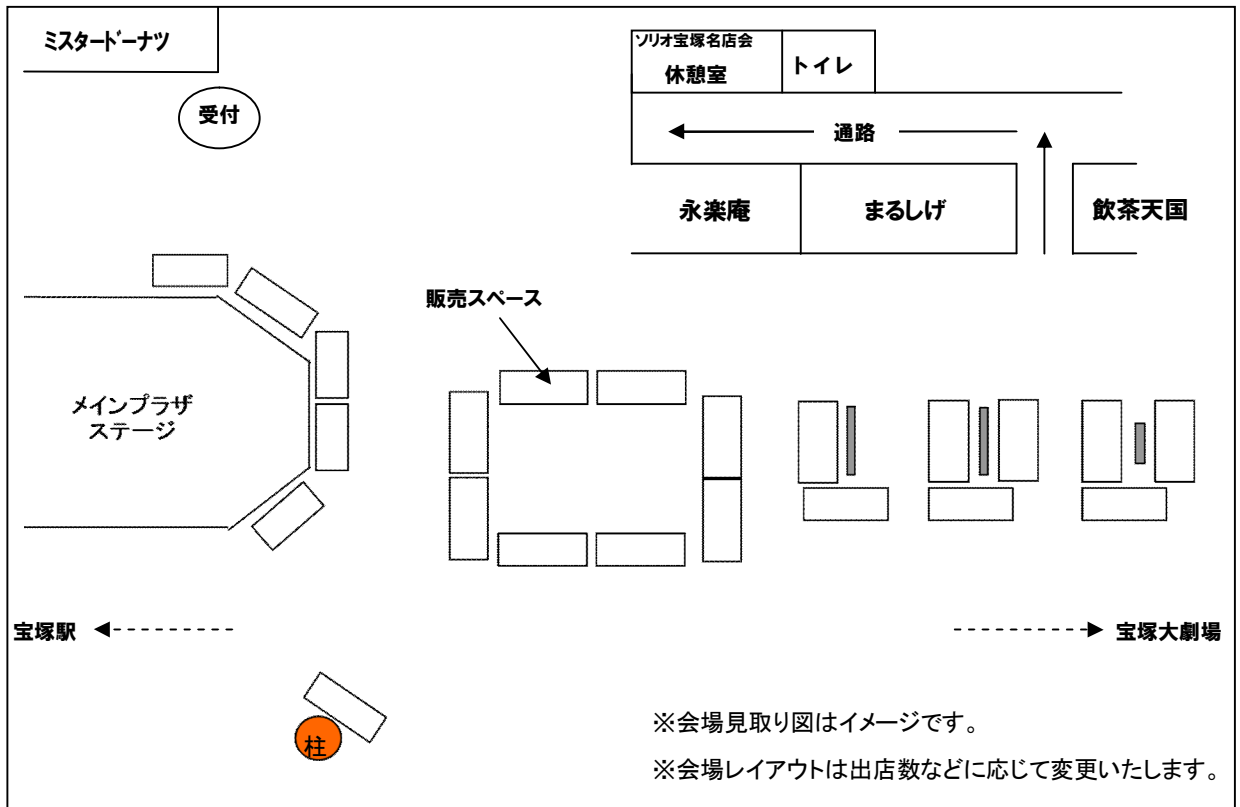 ミスタードーナツ
受付
ソリオ宝塚名店会
休憩室
トイレ
通路
永楽庵
まるしげ
飲茶天国
販売スペース
メインプラザ
ステージ
宝塚駅
宝塚大劇場
柱
※会場見取り図はイメージです。
※会場レイアウトは出店数などに応じて変更いたします。